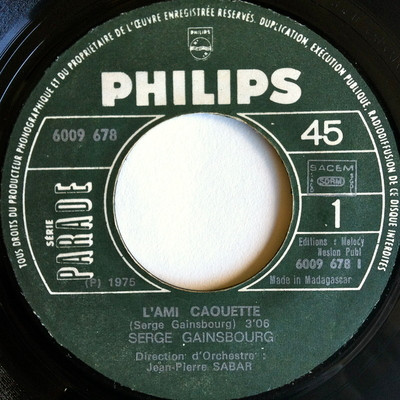 TOUS DROITS DU PRODUCTEUR PHONOGRAPHIQUE ET DU PROPRIÉTAIRE DE L'ŒUVRE ENREGISTRÉE RÉSERVÉS. DUPLICATION, EXÉCUTION PUBLIQUE, RADIODIFFUSION DE CE DISQUE INTERDITES
PHILIPS
PHILIPS
6009 678
45
SACEM
SDRM
SÉRIE
PARADE
1
Editions : Melody
Nelson Publ
6009 678 1
(P) 1975
Made in Madagascar
L'AMI CAOUETTE
(Serge Gainsbourg) 3'06
SERGE GAINSBOURG
Direction d'Orchestre :
Jean-Pierre SABAR